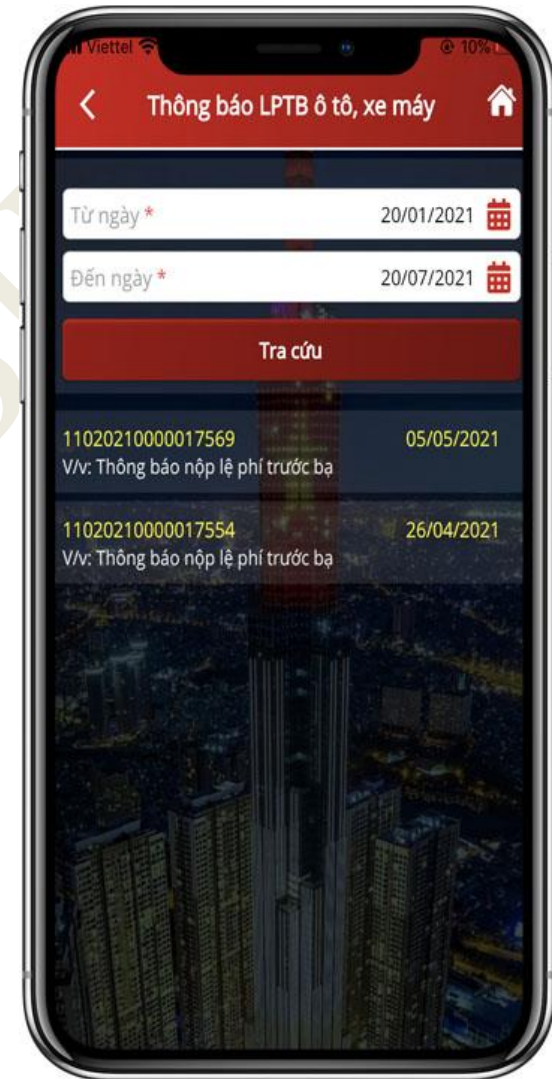 Viettel
10%
Thông báo LPTB ô tô, xe máy
Từ ngày * 20/01/2021
Đến ngày * 20/07/2021
Tra cứu
11020210000017569 05/05/2021
V/v: Thông báo nộp lệ phí trước bạ
11020210000017554 26/04/2021
V/v: Thông báo nộp lệ phí trước bạ